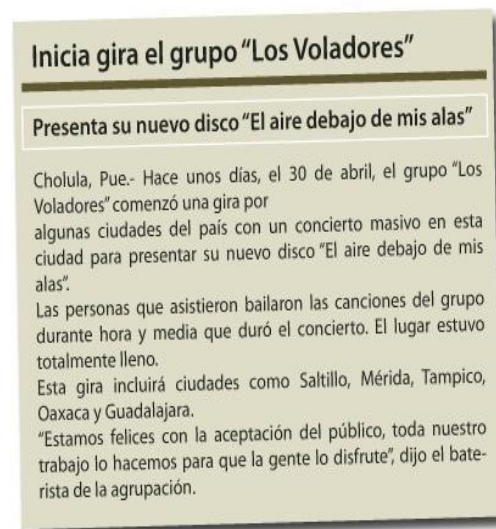 Inicia gira el grupo “Los Voladores”
Presenta su nuevo disco “El aire debajo de mis alas”
Cholula, Pue.- Hace unos días, el 30 de abril, el grupo “Los
Voladores” comenzó una gira por
algunas ciudades del país con un concierto masivo en esta
ciudad para presentar su nuevo disco “El aire debajo de mis
alas”.
Las personas que asistieron bailaron las canciones del grupo
durante hora y media que duró el concierto. El lugar estuvo
totalmente lleno.
Esta gira incluirá ciudades como Saltillo, Mérida, Tampico,
Oaxaca y Guadalajara.
“Estamos felices con la aceptación del público, toda nuestro
trabajo lo hacemos para que la gente lo disfrute”, dijo el bate-
rista de la agrupación.